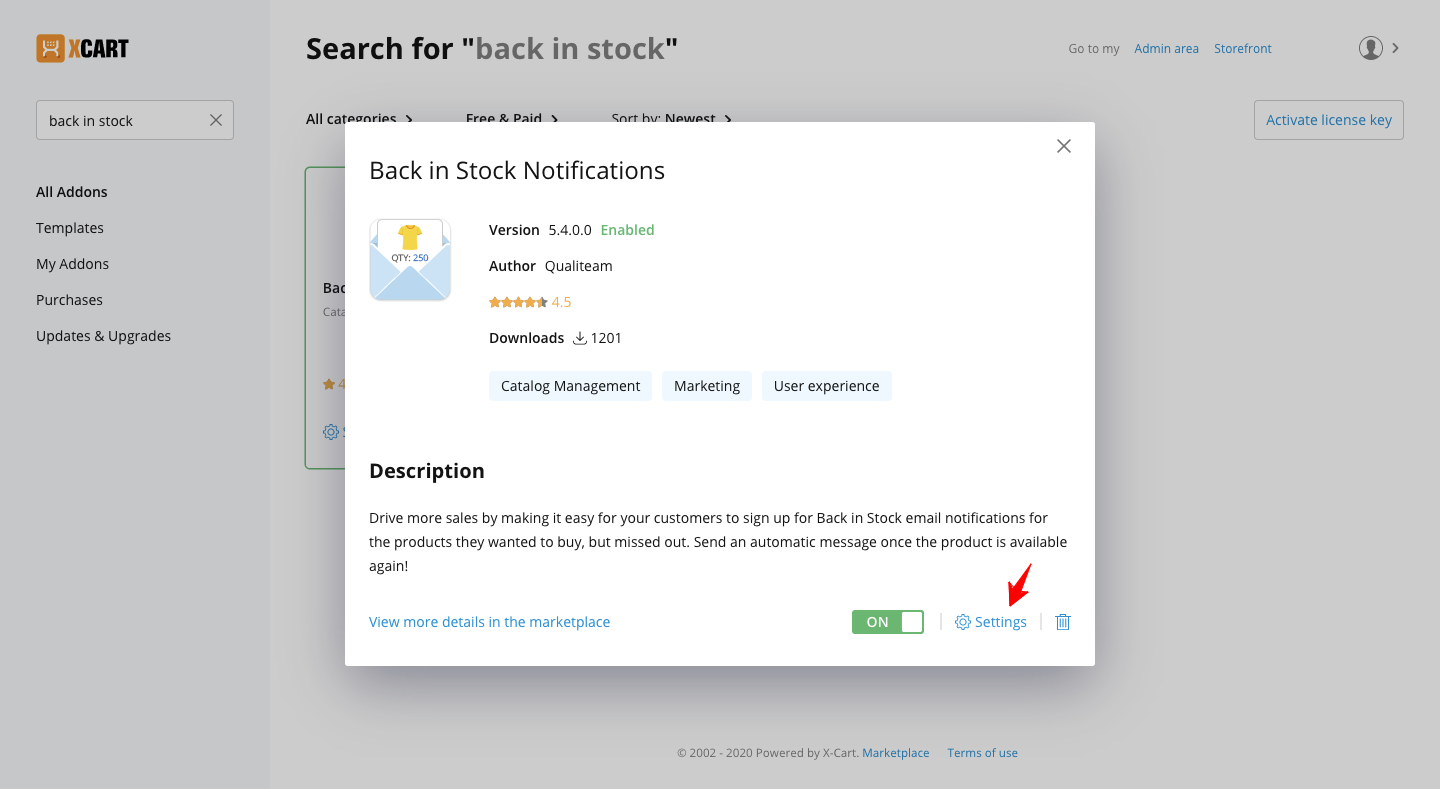 XCART
Search for "back in stock"
Go to my Admin area Storefront
back in stock
All categories Free & Paid Sort by: Newest
Activate license key
All Addons
Templates
My Addons
Purchases
Updates & Upgrades
Back in Stock Notifications
QTY: 250
Version 5.4.0.0 Enabled
Author Qualiteam
4.5
Downloads 1201
Catalog Management Marketing User experience
Description
Drive more sales by making it easy for your customers to sign up for Back in Stock email notifications for
the products they wanted to buy, but missed out. Send an automatic message once the product is available
again!
View more details in the marketplace
ON Settings
© 2002 - 2020 Powered by X-Cart. Marketplace Terms of use